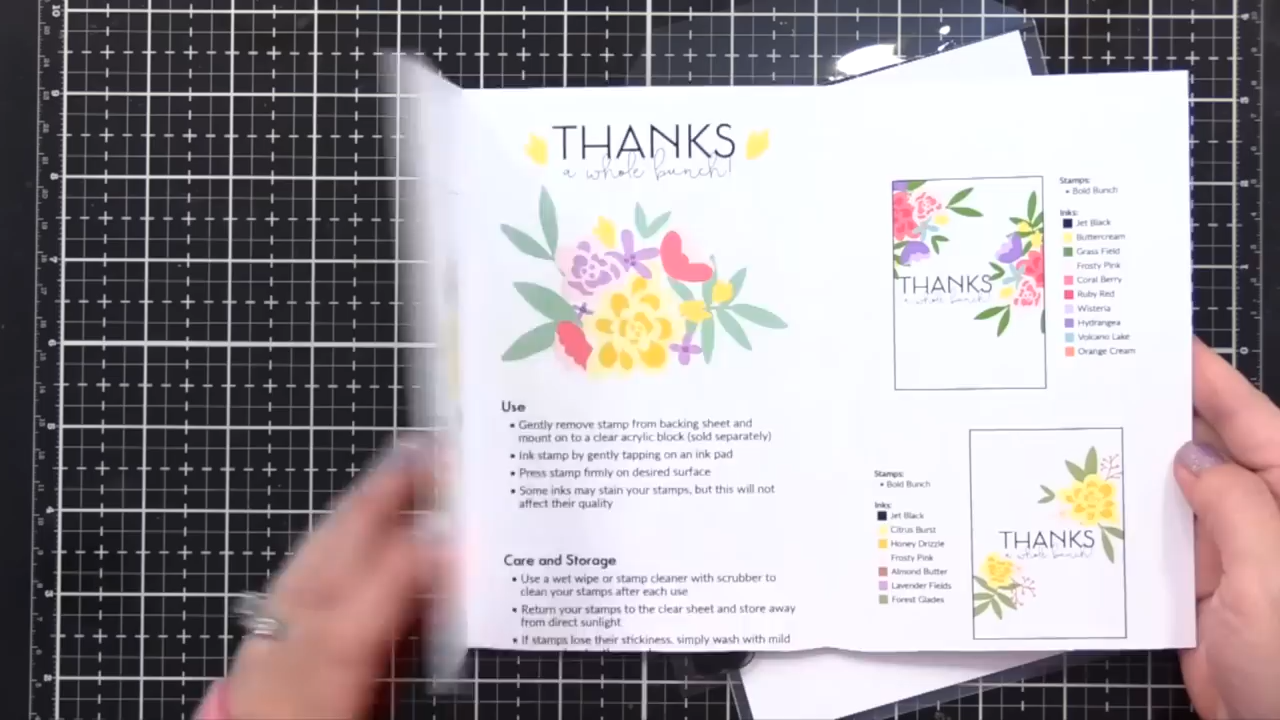 THANKS
a whole bunch!
Use
▪ Gently remove stamp from backing sheet and
mount on to a clear acrylic block (sold separately)
▪ Ink stamp by gently tapping on an ink pad
▪ Press stamp firmly on desired surface
▪ Some inks may stain your stamps, but this will not
affect their quality
Care and Storage
▪ Use a wet wipe or stamp cleaner with scrubber to
clean your stamps after each use
▪ Return your stamps to the clear sheet and store away
from direct sunlight
▪ If stamps lose their stickiness, simply wash with mild
THANKS
a whole bunch!
Stamps:
• Bold Bunch
Inks:
Jet Black
Buttercream
Grass Field
Frosty Pink
Coral Berry
Ruby Red
Wisteria
Hydrangea
Volcano Lake
Orange Cream
Stamps:
• Bold Bunch
Inks:
Jet Black
Citrus Burst
Honey Drizzle
Frosty Pink
Almond Butter
Lavender Fields
Forest Glades
THANKS
a whole bunch!